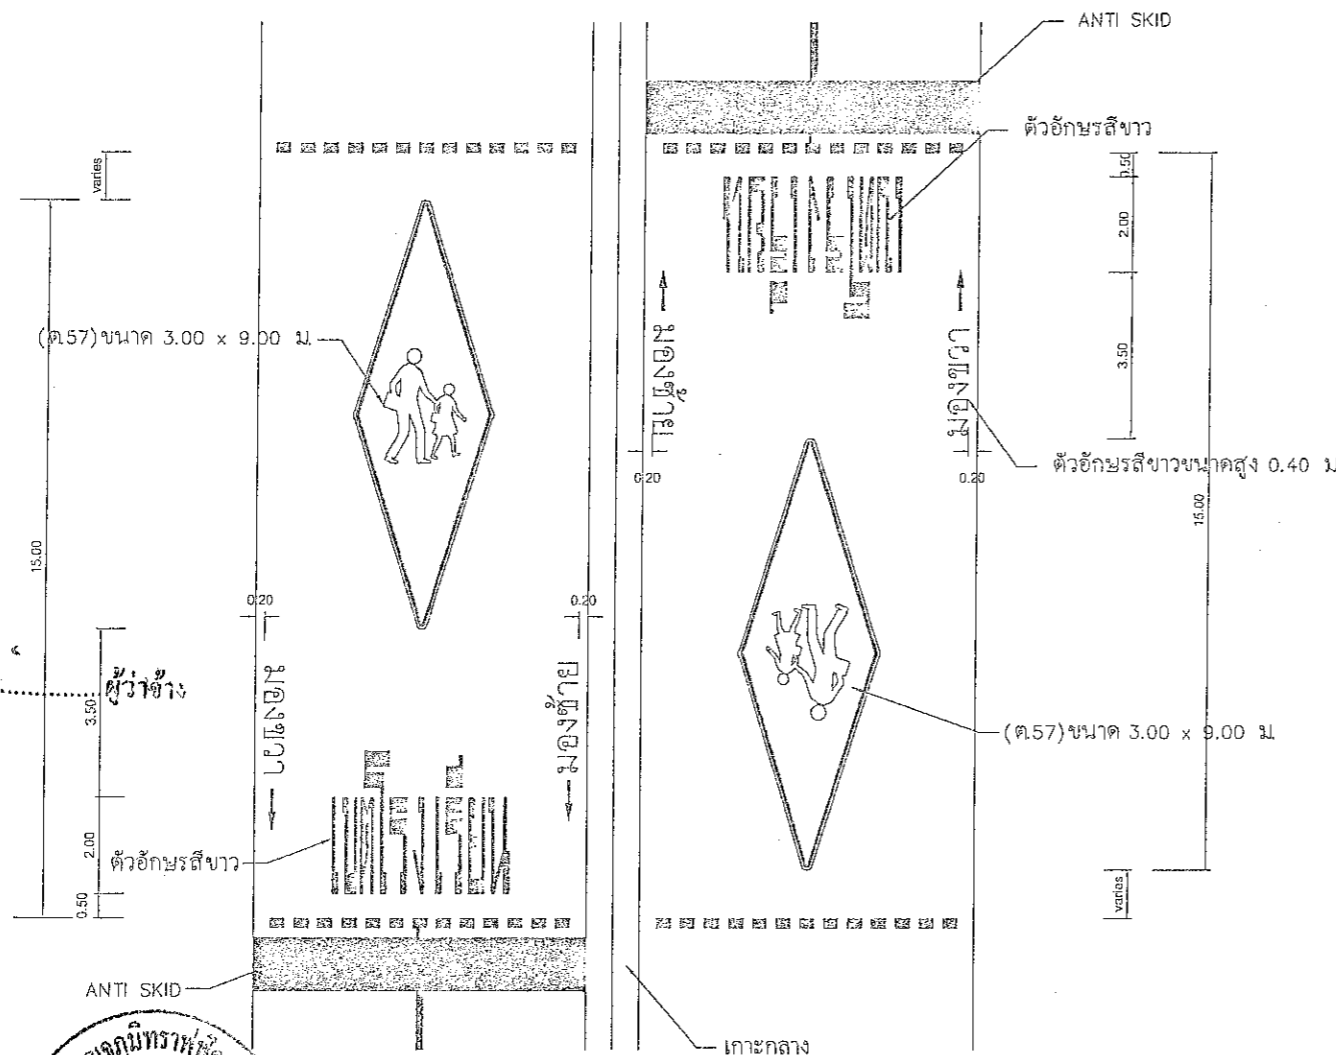 ANTI SKID
ตัวอักษรสีขาว
varies
0.50
2.00
(ต.57)ขนาด 3.00 x 9.00 ม.
มองซ้าย
มองขวา
3.50
0.20
0.20
ตัวอักษรสีขาวขนาดสูง 0.40 ม
15.00
15.00
0.20
0.20
ผู้ว่าจ้าง
3.50
มองขวา
มองซ้าย
(ต.57)ขนาด 3.00 x 9.00 ม.
2.00
ตัวอักษรสีขาว
0.50
varies
ANTI SKID
เกาะกลาง